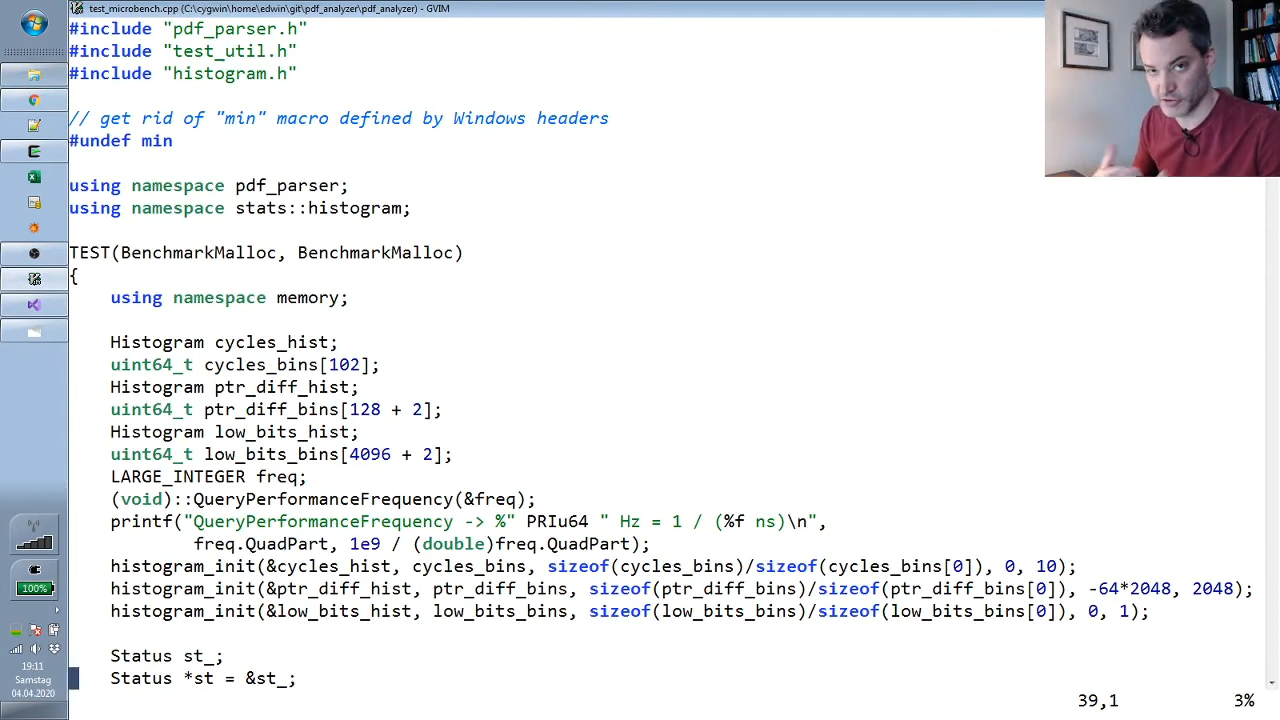 test_microbench.cpp (C:\cygwin\home\edwin\git\pdf_analyzer\pdf_analyzer) - GVIM
#include "pdf_parser.h"
#include "test_util.h"
#include "histogram.h"
// get rid of "min" macro defined by Windows headers
#undef min
using namespace pdf_parser;
using namespace stats::histogram;
TEST(BenchmarkMalloc, BenchmarkMalloc)
{
    using namespace memory;
    Histogram cycles_hist;
    uint64_t cycles_bins[102];
    Histogram ptr_diff_hist;
    uint64_t ptr_diff_bins[128 + 2];
    Histogram low_bits_hist;
    uint64_t low_bits_bins[4096 + 2];
    LARGE_INTEGER freq;
    (void)::QueryPerformanceFrequency(&freq);
    printf("QueryPerformanceFrequency -> %" PRIu64 " Hz = 1 / (%f ns)\n",
            freq.QuadPart, 1e9 / (double)freq.QuadPart);
    histogram_init(&cycles_hist, cycles_bins, sizeof(cycles_bins)/sizeof(cycles_bins[0]), 0, 10);
    histogram_init(&ptr_diff_hist, ptr_diff_bins, sizeof(ptr_diff_bins)/sizeof(ptr_diff_bins[0]), -64*2048, 2048);
    histogram_init(&low_bits_hist, low_bits_bins, sizeof(low_bits_bins)/sizeof(low_bits_bins[0]), 0, 1);
    Status st_;
    Status *st = &st_;
39,1 3%
100%
19:11
Samstag
04.04.2020